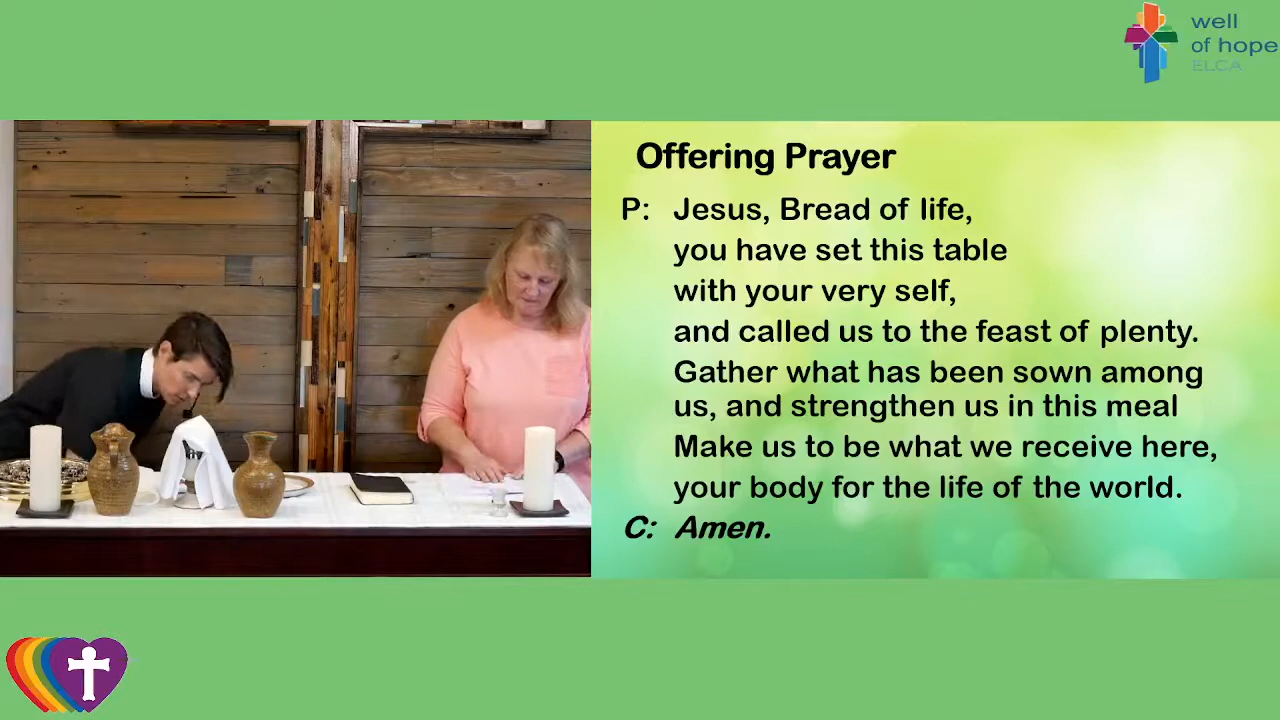 well
of hope
ELCA
Offering Prayer
P: Jesus, Bread of life,
you have set this table
with your very self,
and called us to the feast of plenty.
Gather what has been sown among
us, and strengthen us in this meal
Make us to be what we receive here,
your body for the life of the world.
C: Amen.